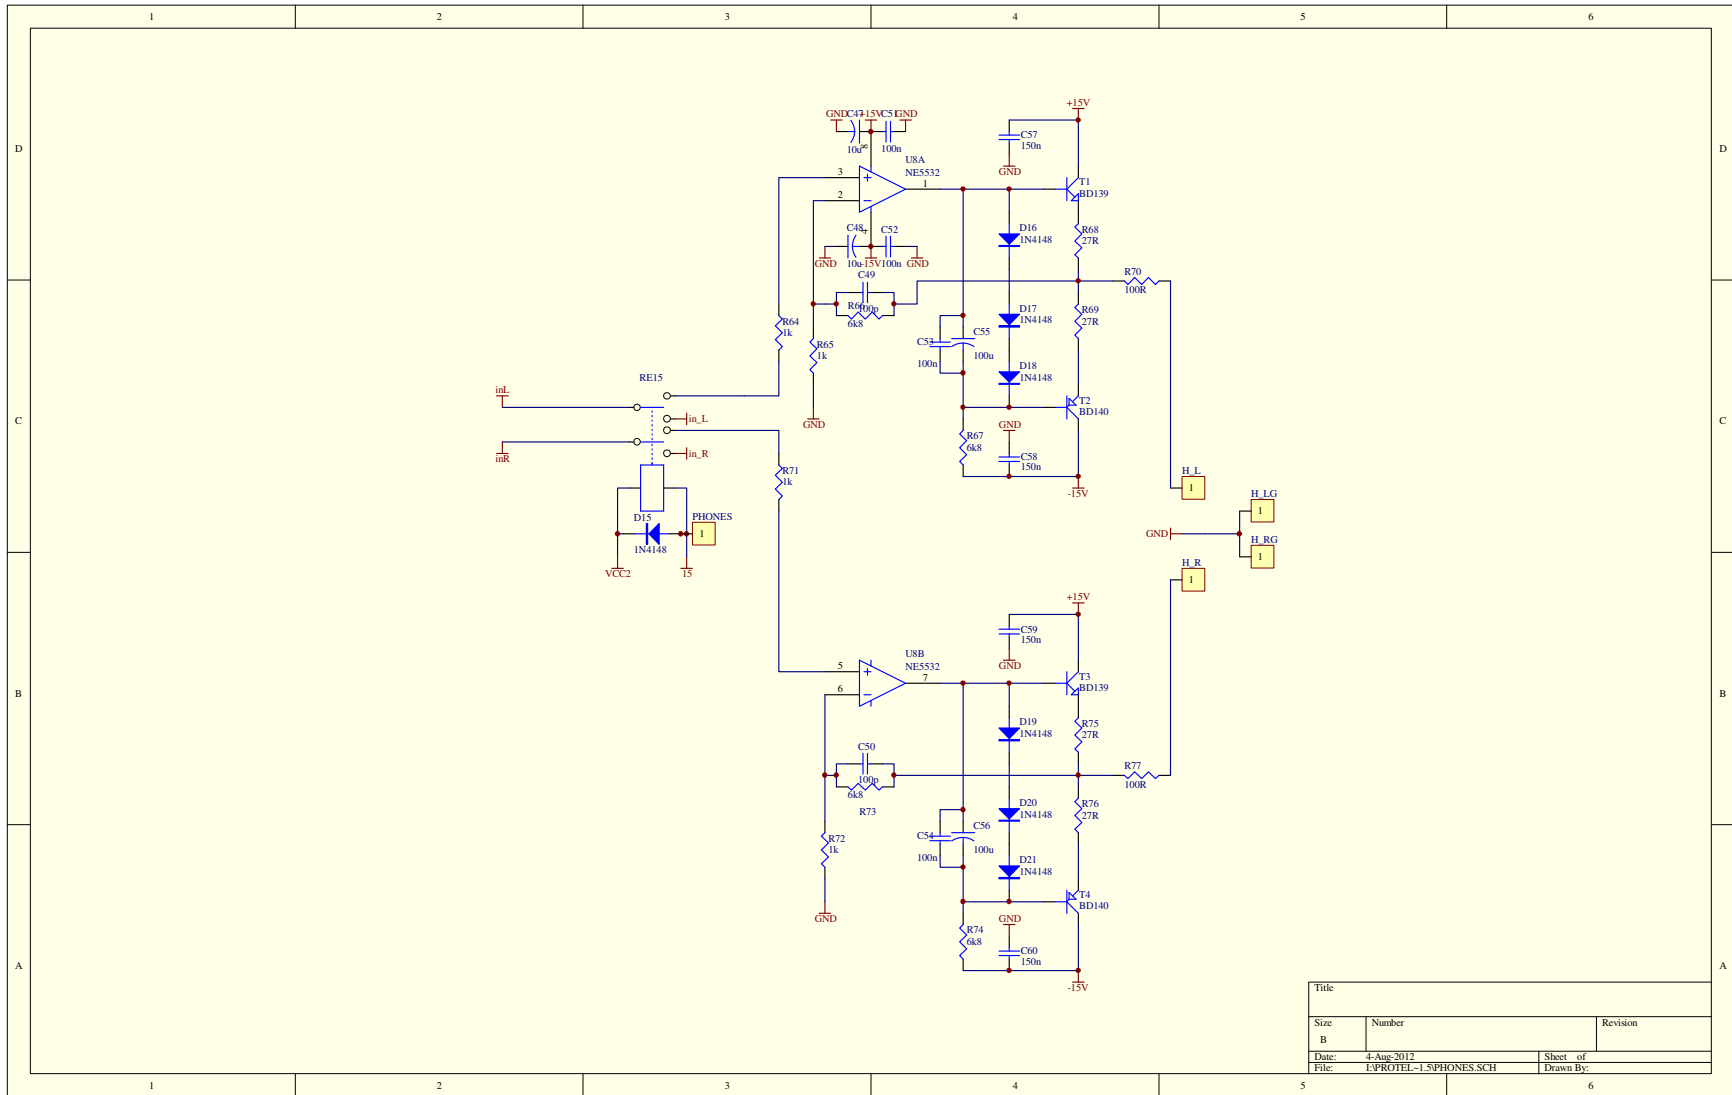 1 2 3 4 5 6
D D
C C
B B
A A
GND C47 +15V C51 GND
10u 8 100n
U8A
NE5532
3
2
1
4
C48 C52
GND 10u -15V 100n GND
C49
100p
R66
6k8
R64
1k
R65
1k
GND
+15V
C57
150n
GND
T1
BD139
D16
1N4148
R68
27R
R70
100R
D17
1N4148
R69
27R
C53
100n
C55
100u
D18
1N4148
T2
BD140
R67
6k8
GND
C58
150n
-15V
RE15
inL
in_L
inR
in_R
R71
1k
D15
1N4148
PHONES
1
VCC2
15
H_L
1
H_LG
1
GND
H_RG
1
H_R
1
+15V
C59
150n
GND
U8B
NE5532
5
6
7
T3
BD139
D19
1N4148
R75
27R
C50
100p
6k8
R73
R77
100R
D20
1N4148
R76
27R
R72
1k
GND
C54
100n
C56
100u
D21
1N4148
T4
BD140
R74
6k8
GND
C60
150n
-15V
Title
Size Number Revision
B
Date: 4-Aug-2012 Sheet of
File: I:\PROTEL~1.5\PHONES.SCH Drawn By:
1 2 3 4 5 6